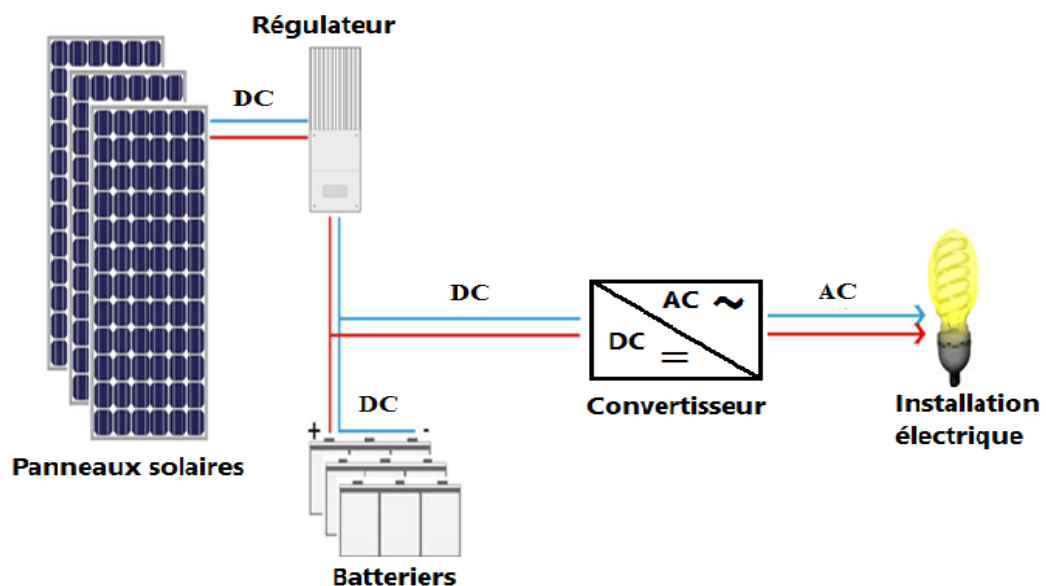 Régulateur
DC
DC
AC ~
DC =
AC
Convertisseur
Installation
électrique
DC
+ -
Panneaux solaires
Batteriers